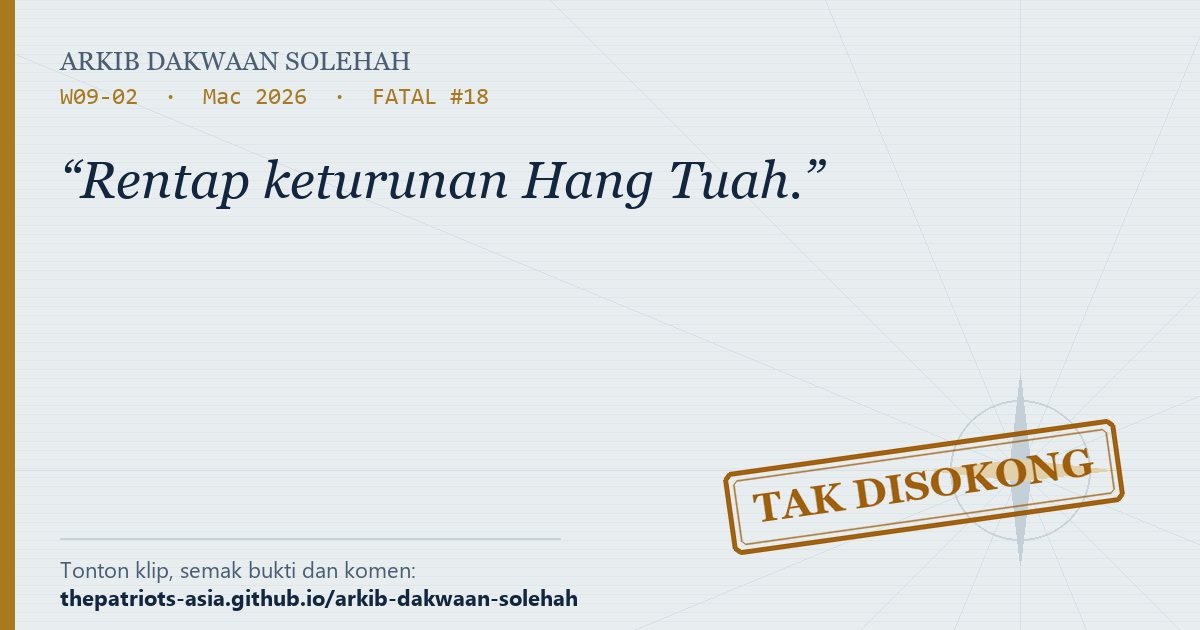 ARKIB DAKWAAN SOLEHAH
W09-02 · Mac 2026 · FATAL #18
“Rentap keturunan Hang Tuah.”
TAK DISOKONG
Tonton klip, semak bukti dan komen:
thepatriots-asia.github.io/arkib-dakwaan-solehah